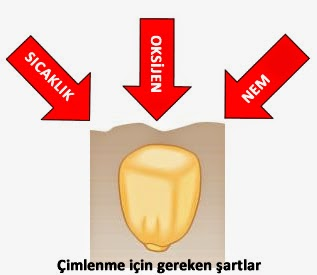 SICAKLIK
OKSİJEN
NEM
Çimlenme için gereken şartlar